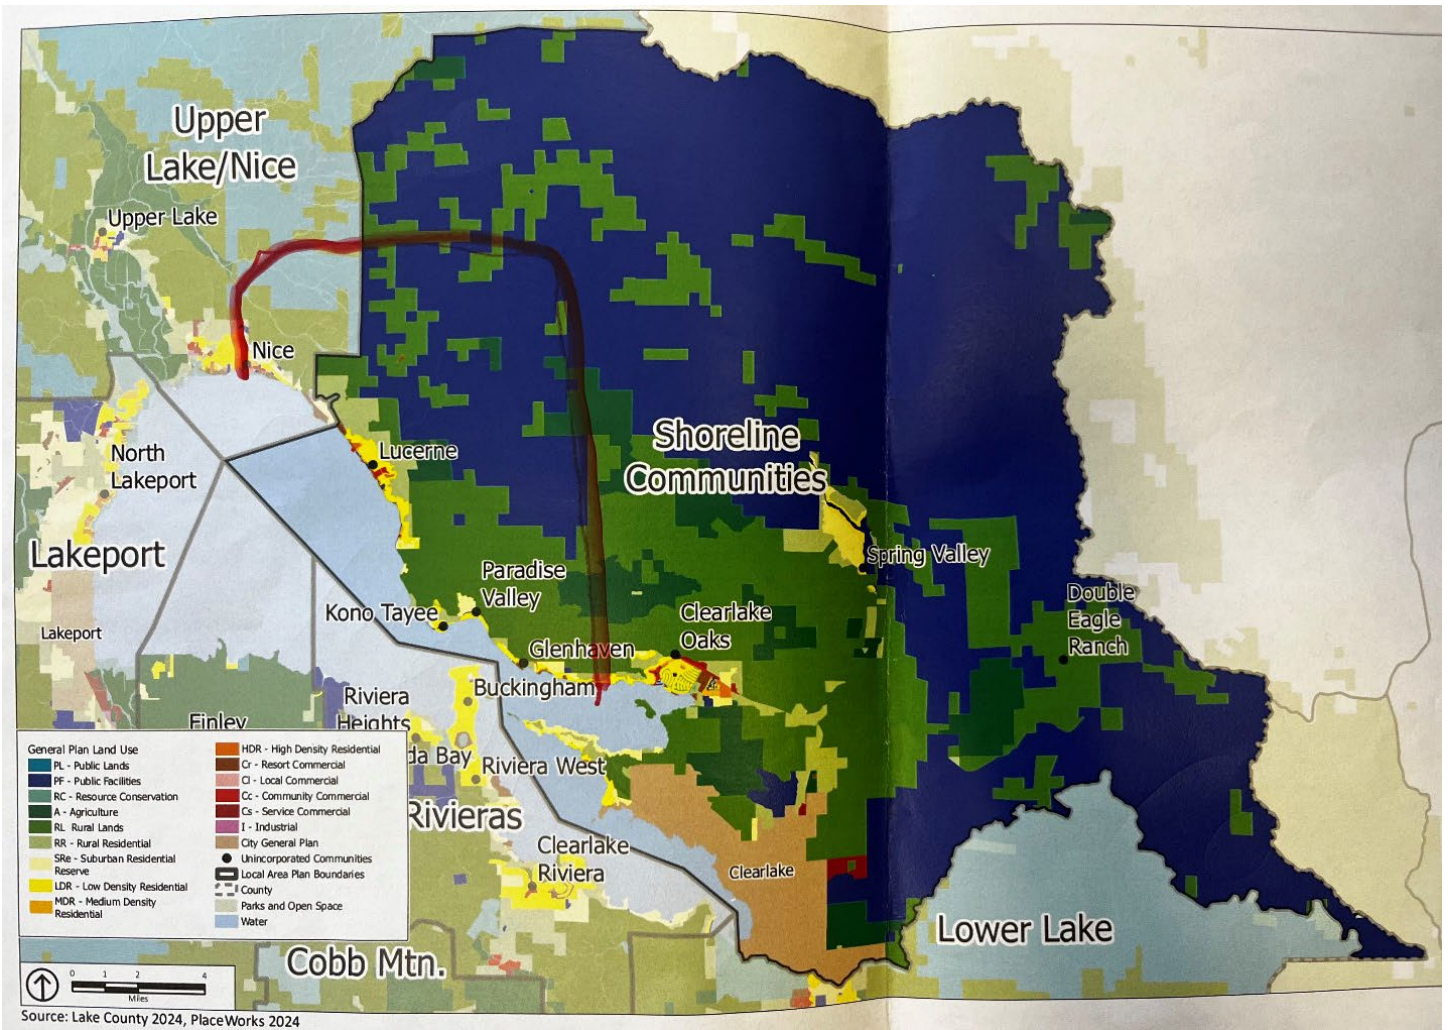 Upper
Lake/Nice
Upper Lake
Nice
North
Lakeport
Lucerne
Shoreline
Communities
Lakeport
Spring Valley
Paradise
Valley
Kono Tayee
Clearlake
Oaks
Double
Eagle
Ranch
Lakeport
Glenhaven
Buckingham
Riviera
Heights
Finley
da Bay
Riviera West
Rivieras
Clearlake
Riviera
Clearlake
Lower Lake
Cobb Mtn.
General Plan Land Use
PL - Public Lands
PF - Public Facilities
RC - Resource Conservation
A - Agriculture
RL Rural Lands
RR - Rural Residential
SRe - Suburban Residential
Reserve
LDR - Low Density Residential
MDR - Medium Density
Residential
HDR - High Density Residential
Cr - Resort Commercial
Cl - Local Commercial
Cc - Community Commercial
Cs - Service Commercial
I - Industrial
City General Plan
Unincorporated Communities
Local Area Plan Boundaries
County
Parks and Open Space
Water
0 1 2 4
Miles
Source: Lake County 2024, PlaceWorks 2024